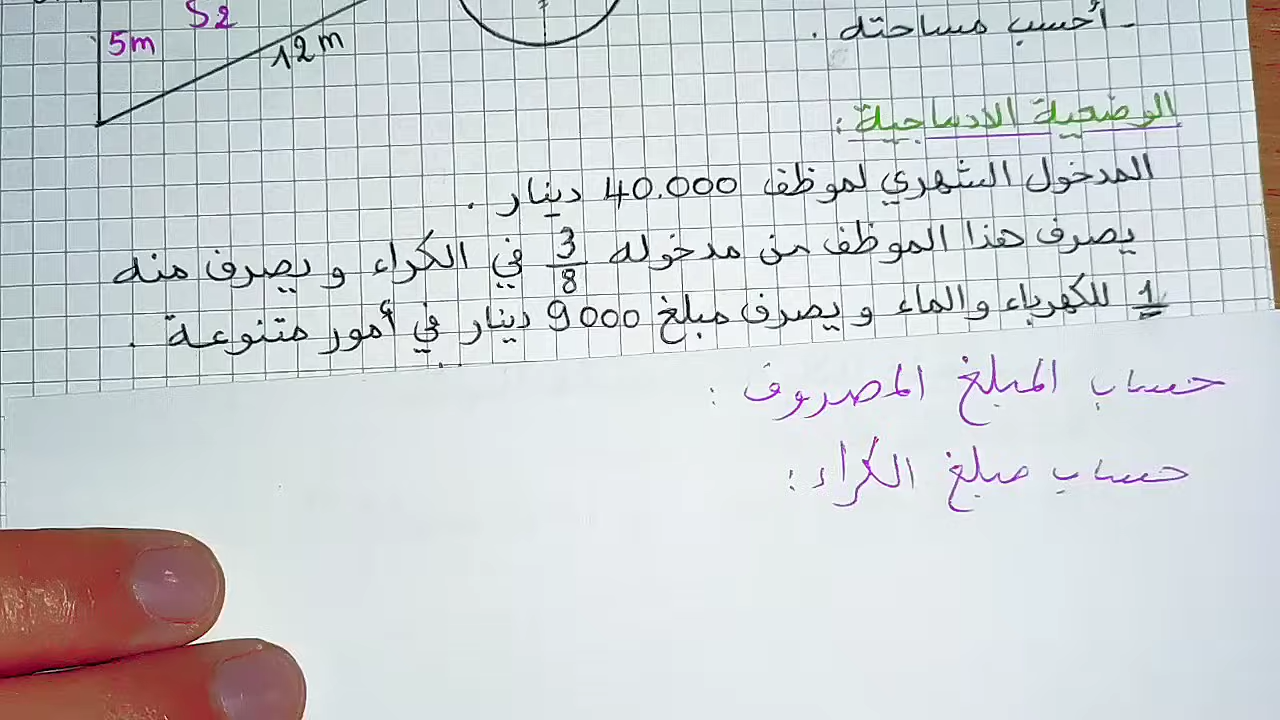 S2
5m
12m
- أحسب مساحته .
الوضعية الادماجية :
المدخول الشهري لموظف 40.000 دينار .
يصرف هذا الموظف من مدخوله 3/8 في الكراء و يصرف منه
1 للكهرباء والماء و يصرف مبلغ 9000 دينار في أمور متنوعة .
حساب المبلغ المصروف :
حساب مبلغ الكراء :